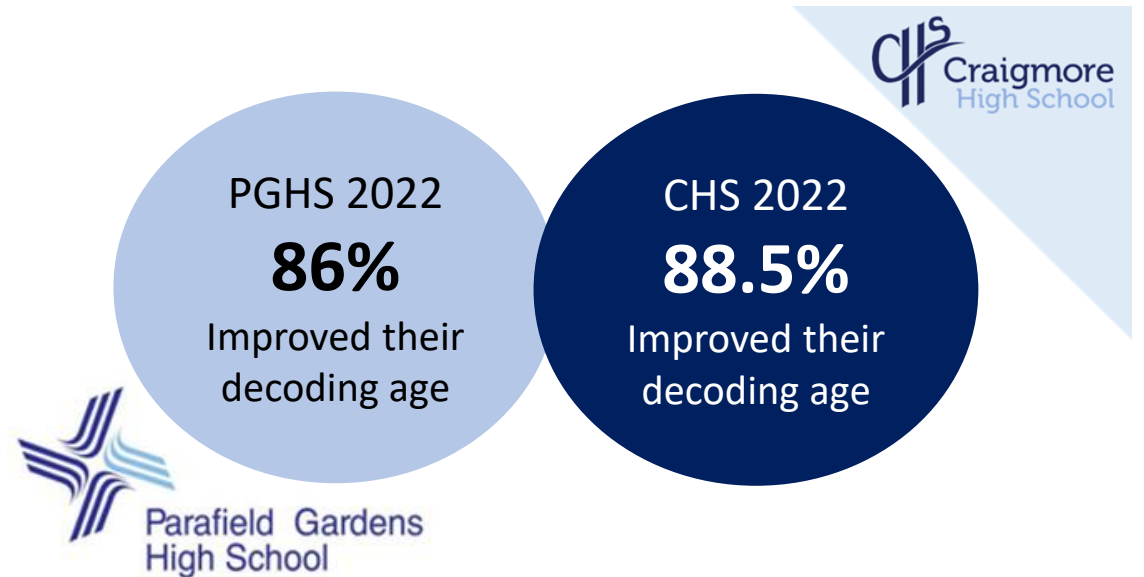 CHS Craigmore
High School
PGHS 2022
86%
Improved their
decoding age
CHS 2022
88.5%
Improved their
decoding age
Parafield Gardens
High School